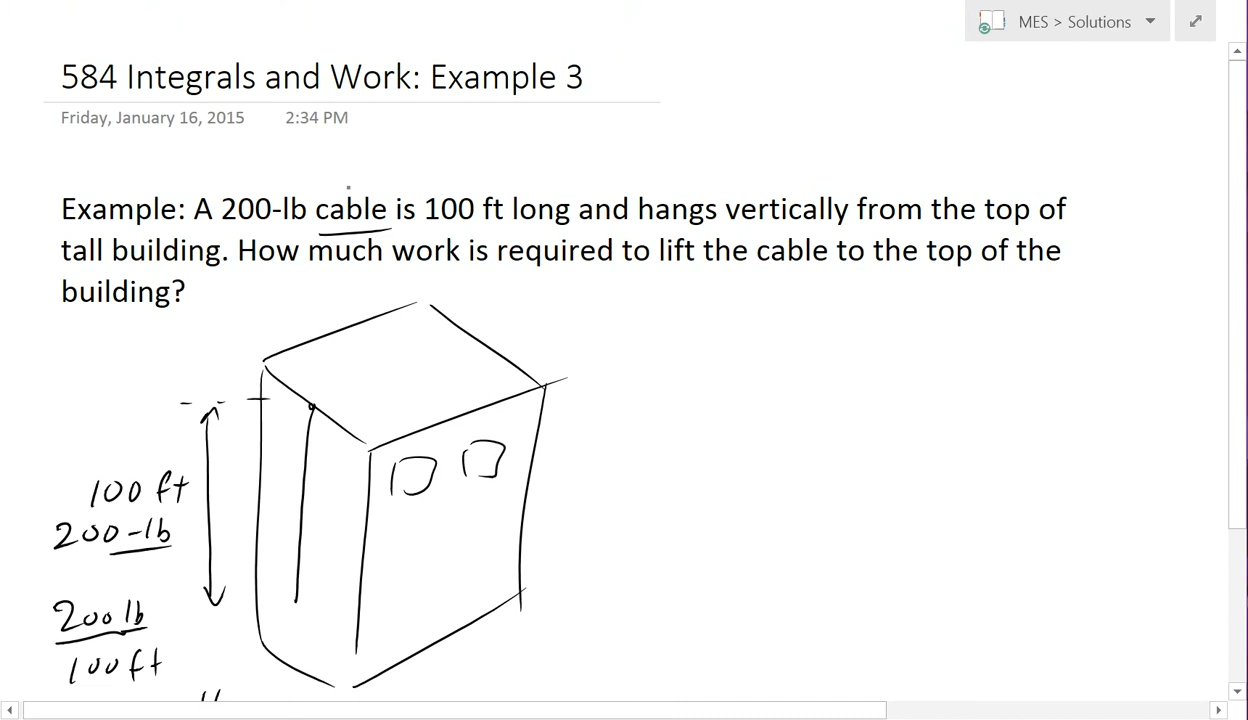 MES > Solutions
584 Integrals and Work: Example 3
Friday, January 16, 2015 2:34 PM
Example: A 200-lb cable is 100 ft long and hangs vertically from the top of
tall building. How much work is required to lift the cable to the top of the
building?
100 ft
200-lb
200 lb
100 ft